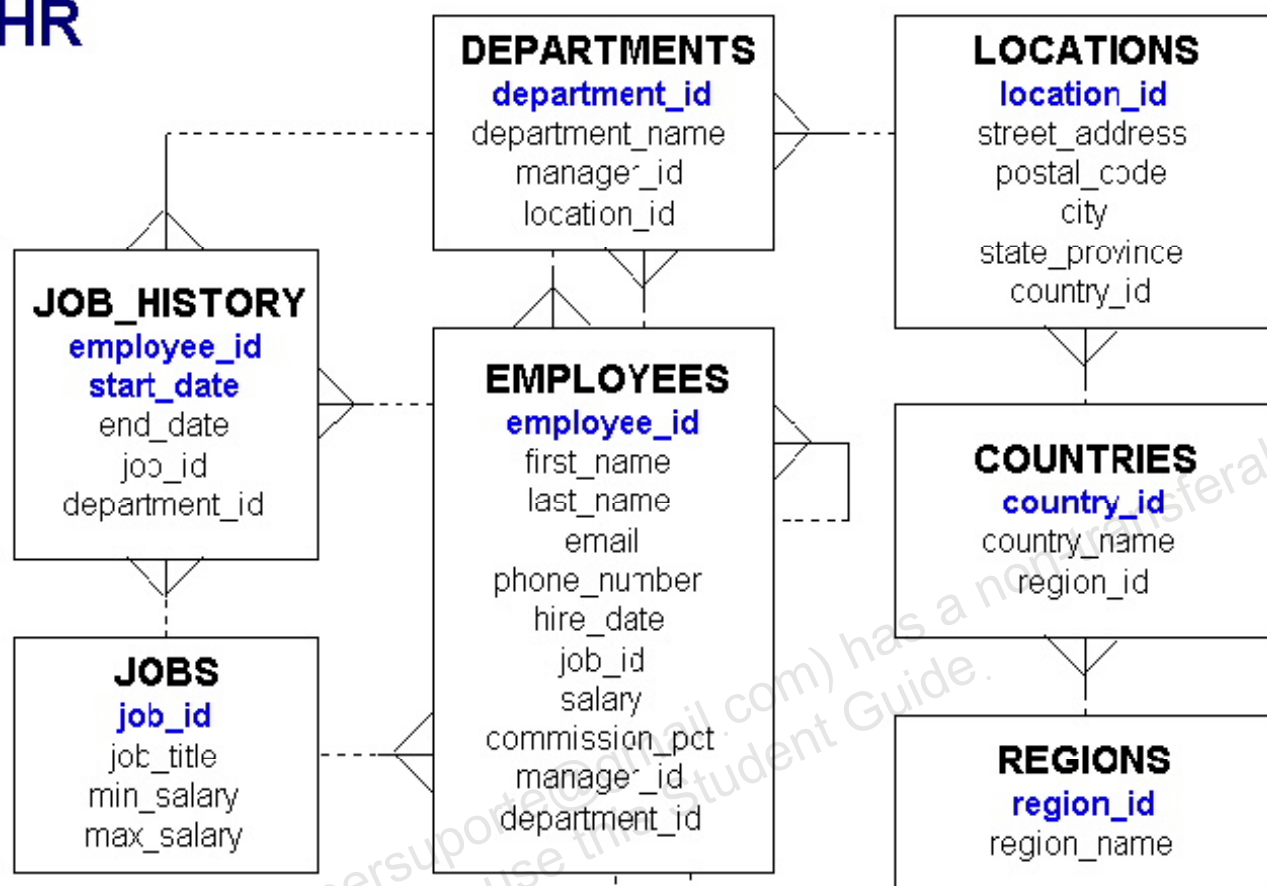 HR
DEPARTMENTS
department_id
department_name
manager_id
location_id
LOCATIONS
location_id
street_address
postal_code
city
state_province
country_id
JOB_HISTORY
employee_id
start_date
end_date
job_id
department_id
EMPLOYEES
employee_id
first_name
last_name
email
phone_number
hire_date
job_id
salary
commission_pct
manager_id
department_id
COUNTRIES
country_id
country_name
region_id
JOBS
job_id
job_title
min_salary
max_salary
REGIONS
region_id
region_name
com) has a
this Student Guide.